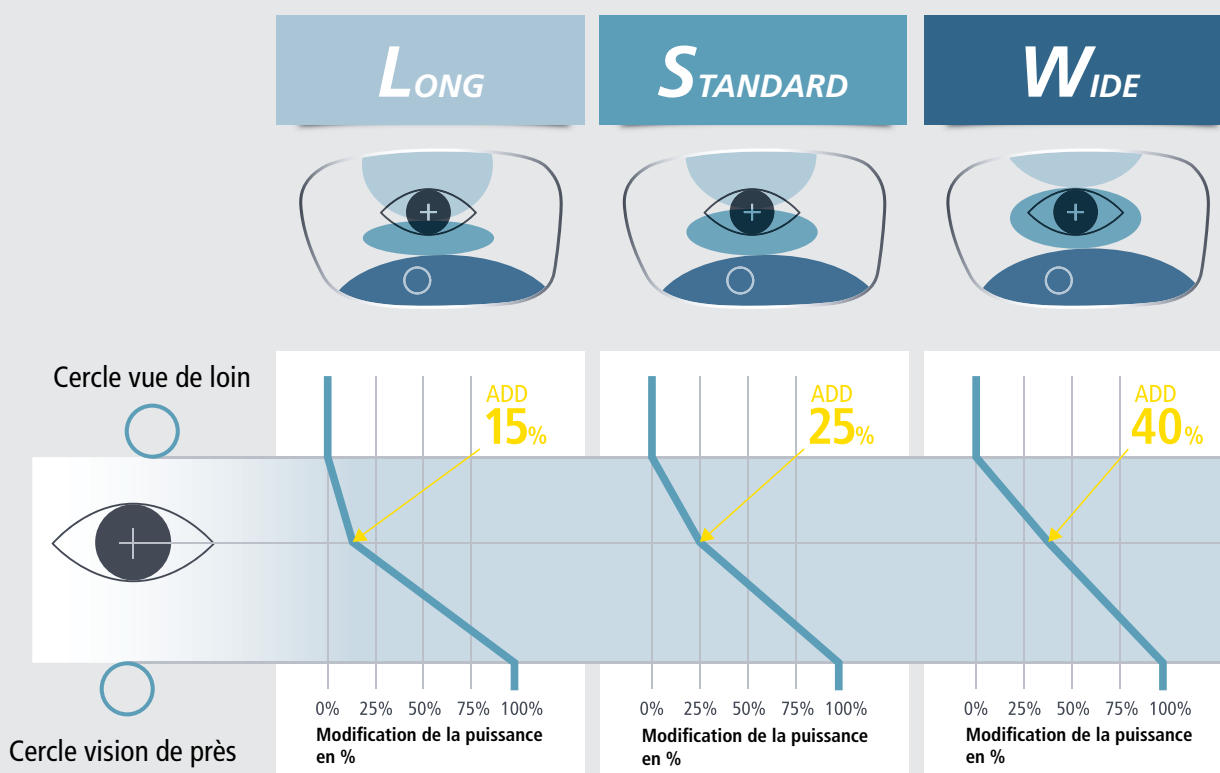 LONG
STANDARD
WIDE
Cercle vue de loin
ADD
15%
ADD
25%
ADD
40%
Cercle vision de près
0% 25% 50% 75% 100%
Modification de la puissance
en %
0% 25% 50% 75% 100%
Modification de la puissance
en %
0% 25% 50% 75% 100%
Modification de la puissance
en %